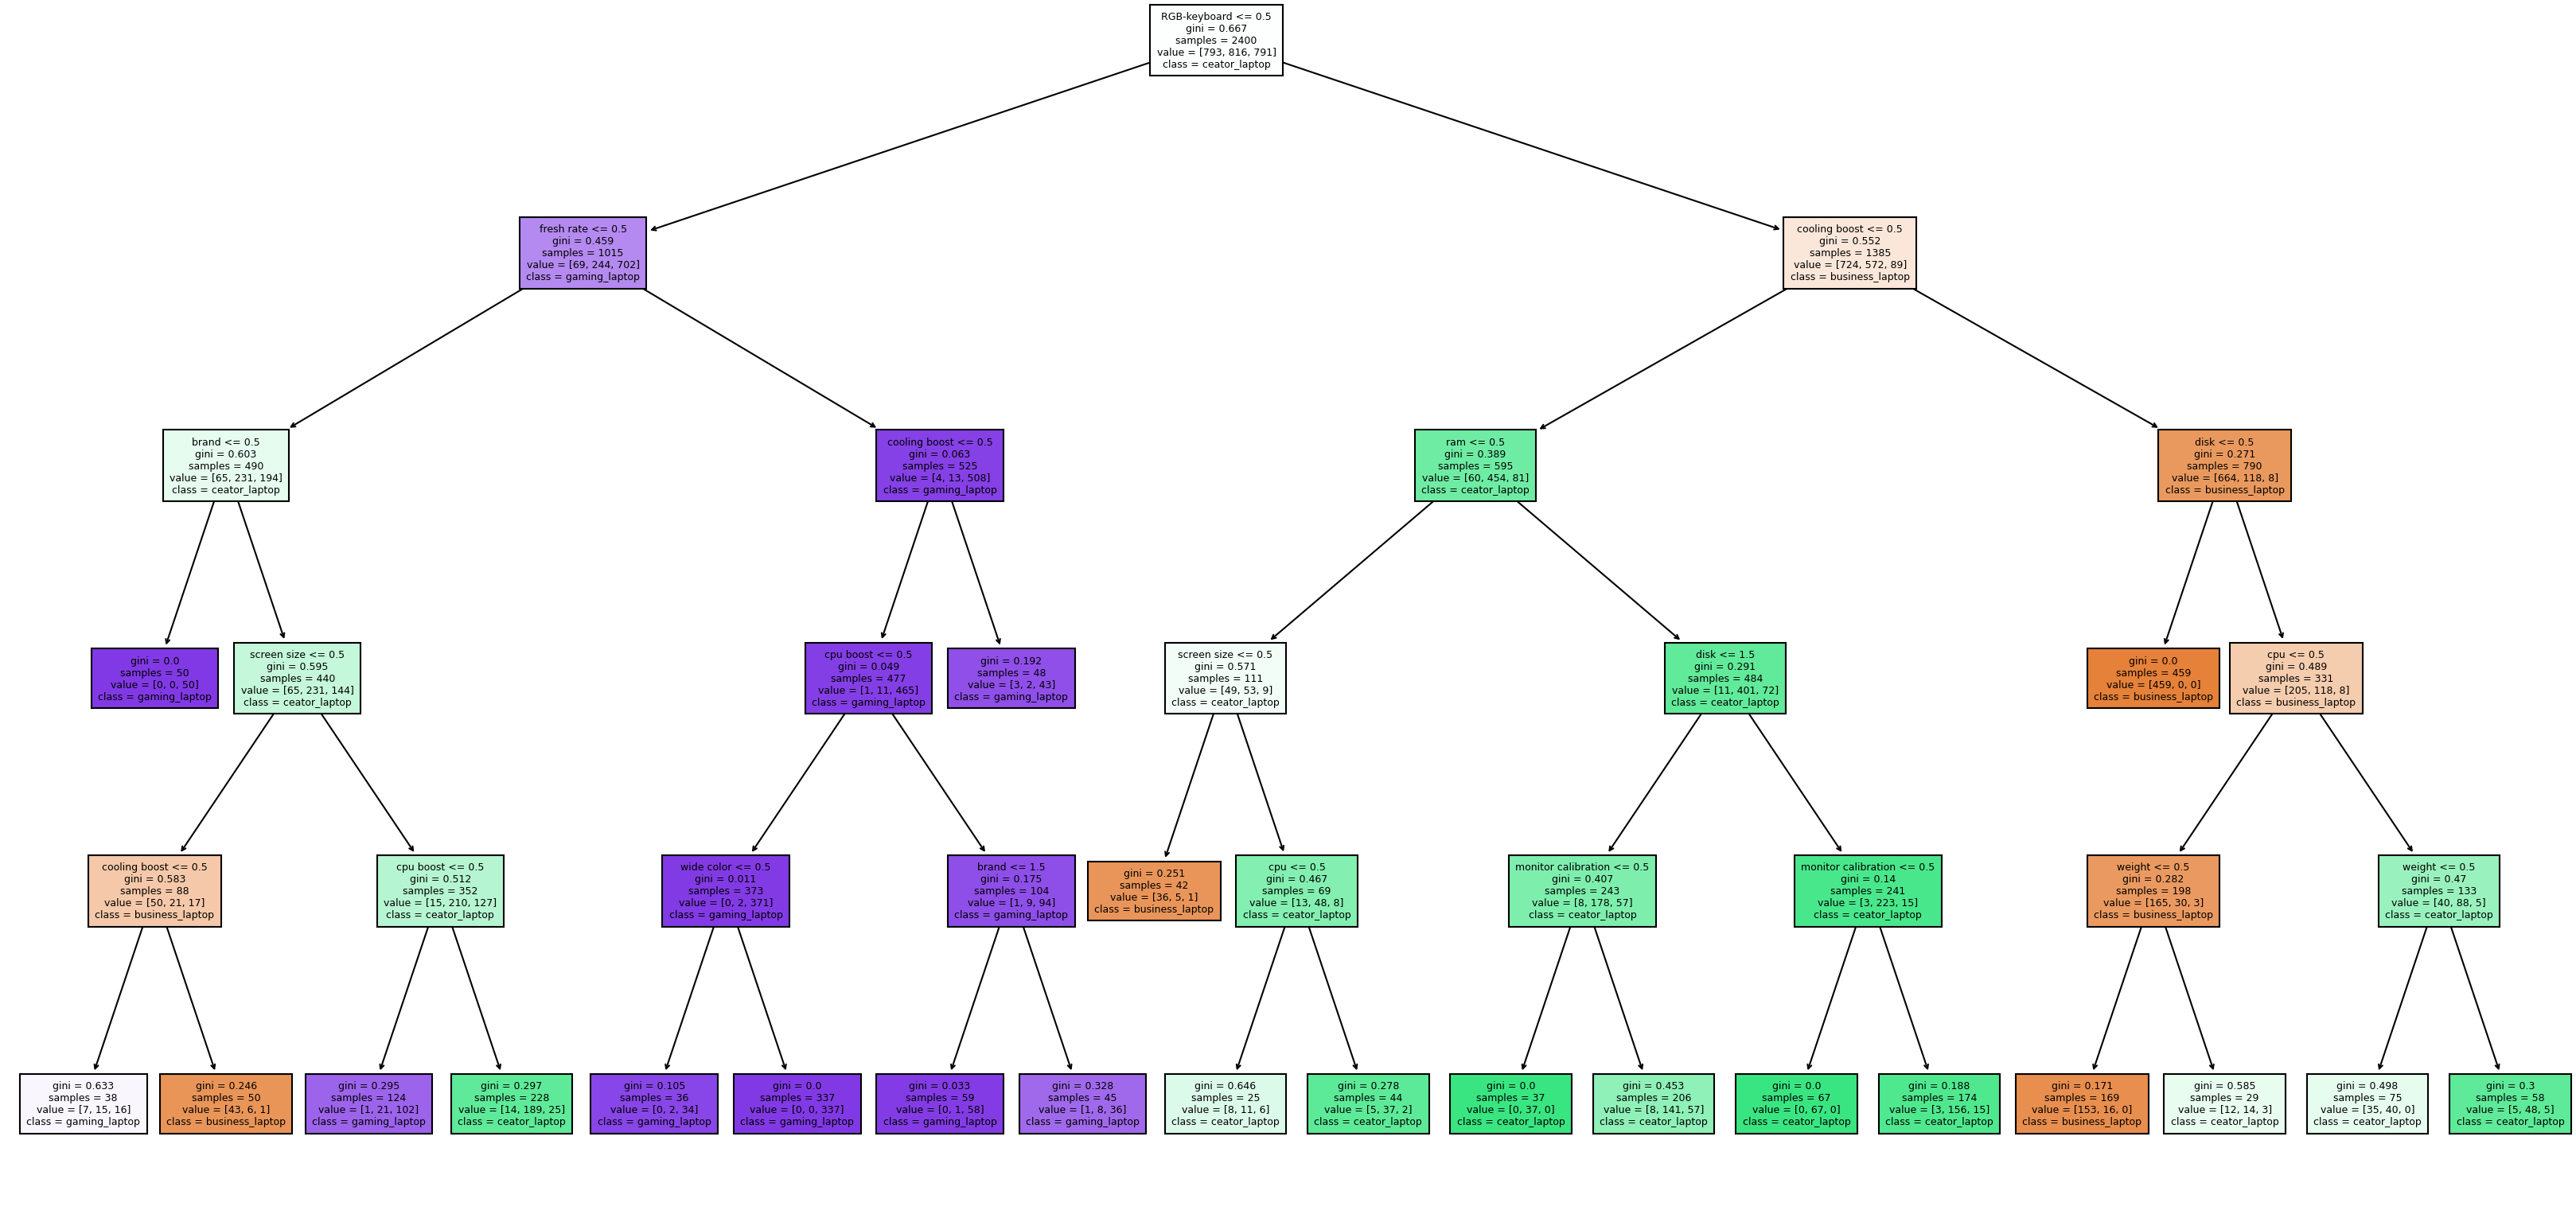 RGB-keyboard <= 0.5
gini = 0.667
samples = 2400
value = [793, 816, 791]
class = ceator_laptop
fresh rate <= 0.5
gini = 0.459
samples = 1015
value = [69, 244, 702]
class = gaming_laptop
cooling boost <= 0.5
gini = 0.552
samples = 1385
value = [724, 572, 89]
class = business_laptop
brand <= 0.5
gini = 0.603
samples = 490
value = [65, 231, 194]
class = ceator_laptop
cooling boost <= 0.5
gini = 0.063
samples = 525
value = [4, 13, 508]
class = gaming_laptop
ram <= 0.5
gini = 0.389
samples = 595
value = [60, 454, 81]
class = ceator_laptop
disk <= 0.5
gini = 0.271
samples = 790
value = [664, 118, 8]
class = business_laptop
gini = 0.0
samples = 50
value = [0, 0, 50]
class = gaming_laptop
screen size <= 0.5
gini = 0.595
samples = 440
value = [65, 231, 144]
class = ceator_laptop
cpu boost <= 0.5
gini = 0.049
samples = 477
value = [1, 11, 465]
class = gaming_laptop
gini = 0.192
samples = 48
value = [3, 2, 43]
class = gaming_laptop
screen size <= 0.5
gini = 0.571
samples = 111
value = [49, 53, 9]
class = ceator_laptop
disk <= 1.5
gini = 0.291
samples = 484
value = [11, 401, 72]
class = ceator_laptop
gini = 0.0
samples = 459
value = [459, 0, 0]
class = business_laptop
cpu <= 0.5
gini = 0.489
samples = 331
value = [205, 118, 8]
class = business_laptop
cooling boost <= 0.5
gini = 0.583
samples = 88
value = [50, 21, 17]
class = business_laptop
cpu boost <= 0.5
gini = 0.512
samples = 352
value = [15, 210, 127]
class = ceator_laptop
wide color <= 0.5
gini = 0.011
samples = 373
value = [0, 2, 371]
class = gaming_laptop
brand <= 1.5
gini = 0.175
samples = 104
value = [1, 9, 94]
class = gaming_laptop
gini = 0.251
samples = 42
value = [36, 5, 1]
class = business_laptop
cpu <= 0.5
gini = 0.467
samples = 69
value = [13, 48, 8]
class = ceator_laptop
monitor calibration <= 0.5
gini = 0.407
samples = 243
value = [8, 178, 57]
class = ceator_laptop
monitor calibration <= 0.5
gini = 0.14
samples = 241
value = [3, 223, 15]
class = ceator_laptop
weight <= 0.5
gini = 0.282
samples = 198
value = [165, 30, 3]
class = business_laptop
weight <= 0.5
gini = 0.47
samples = 133
value = [40, 88, 5]
class = ceator_laptop
gini = 0.633
samples = 38
value = [7, 15, 16]
class = gaming_laptop
gini = 0.246
samples = 50
value = [43, 6, 1]
class = business_laptop
gini = 0.295
samples = 124
value = [1, 21, 102]
class = gaming_laptop
gini = 0.297
samples = 228
value = [14, 189, 25]
class = ceator_laptop
gini = 0.105
samples = 36
value = [0, 2, 34]
class = gaming_laptop
gini = 0.0
samples = 337
value = [0, 0, 337]
class = gaming_laptop
gini = 0.033
samples = 59
value = [0, 1, 58]
class = gaming_laptop
gini = 0.328
samples = 45
value = [1, 8, 36]
class = gaming_laptop
gini = 0.646
samples = 25
value = [8, 11, 6]
class = ceator_laptop
gini = 0.278
samples = 44
value = [5, 37, 2]
class = ceator_laptop
gini = 0.0
samples = 37
value = [0, 37, 0]
class = ceator_laptop
gini = 0.453
samples = 206
value = [8, 141, 57]
class = ceator_laptop
gini = 0.0
samples = 67
value = [0, 67, 0]
class = ceator_laptop
gini = 0.188
samples = 174
value = [3, 156, 15]
class = ceator_laptop
gini = 0.171
samples = 169
value = [153, 16, 0]
class = business_laptop
gini = 0.585
samples = 29
value = [12, 14, 3]
class = ceator_laptop
gini = 0.498
samples = 75
value = [35, 40, 0]
class = ceator_laptop
gini = 0.3
samples = 58
value = [5, 48, 5]
class = ceator_laptop